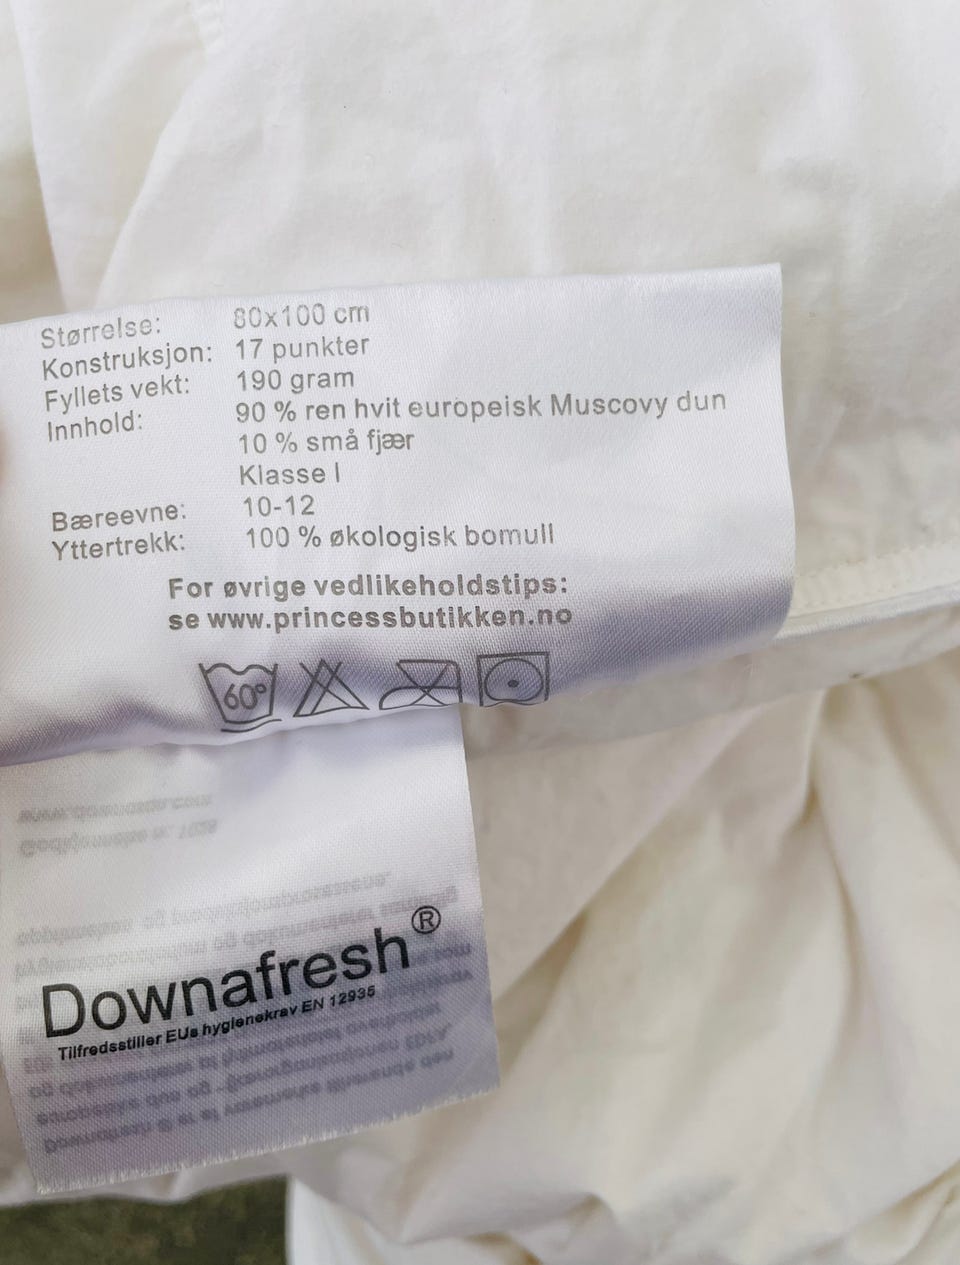 Størrelse: 80x100 cm
Konstruksjon: 17 punkter
Fyllets vekt: 190 gram
Innhold: 90 % ren hvit europeisk Muscovy dun
10 % små fjær
Klasse I
Bæreevne: 10-12
Yttertrekk: 100 % økologisk bomull
For øvrige vedlikeholdstips:
se www.princessbutikken.no
60°
Downafresh®
Tilfredsstiller EUs hygienekrav EN 12935